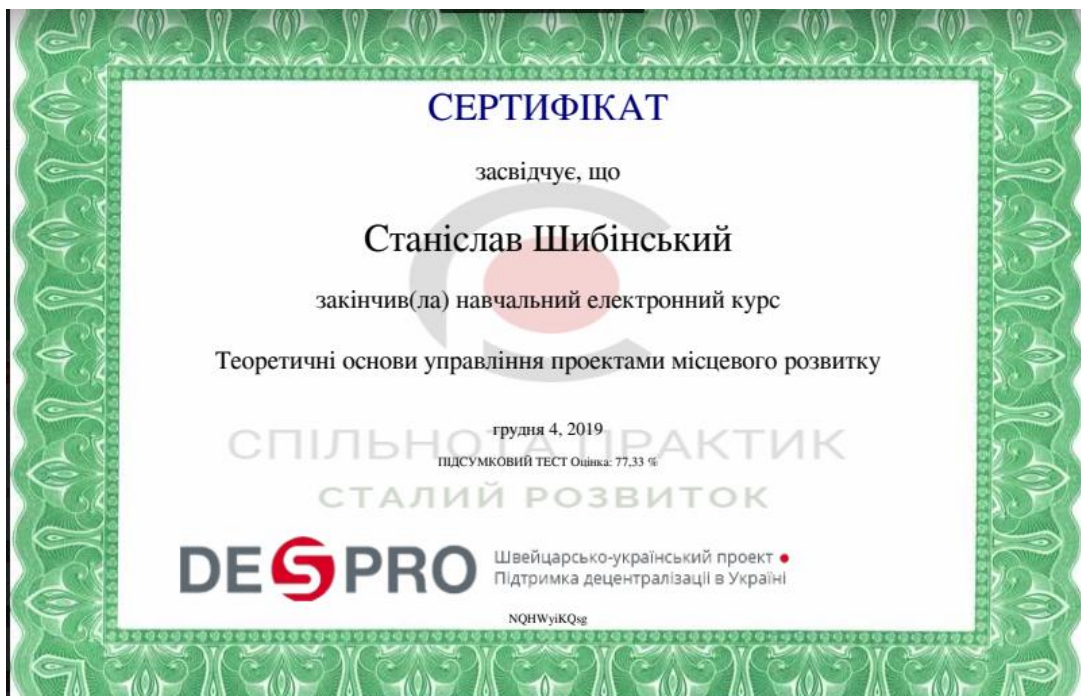 СЕРТИФІКАТ
засвідчує, що
Станіслав Шибінський
закінчив(ла) навчальний електронний курс
Теоретичні основи управління проектами місцевого розвитку
грудня 4, 2019
СПІЛЬНОТА ПРАКТИК
ПІДСУМКОВИЙ ТЕСТ Оцінка: 77,33 %
СТАЛИЙ РОЗВИТОК
DESPRO
Швейцарсько-український проект
Підтримка децентралізації в Україні
NQHWyiKQsg